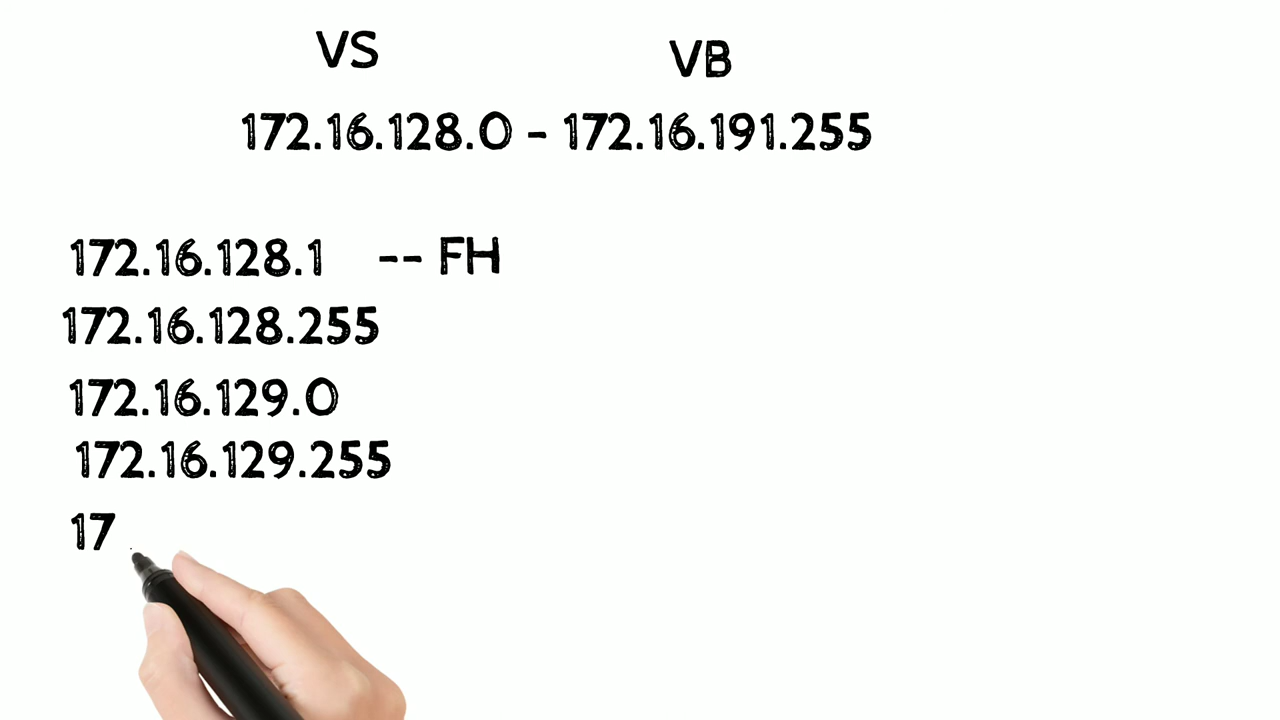 VS VB
172.16.128.0 - 172.16.191.255
172.16.128.1 -- FH
172.16.128.255
172.16.129.0
172.16.129.255
17